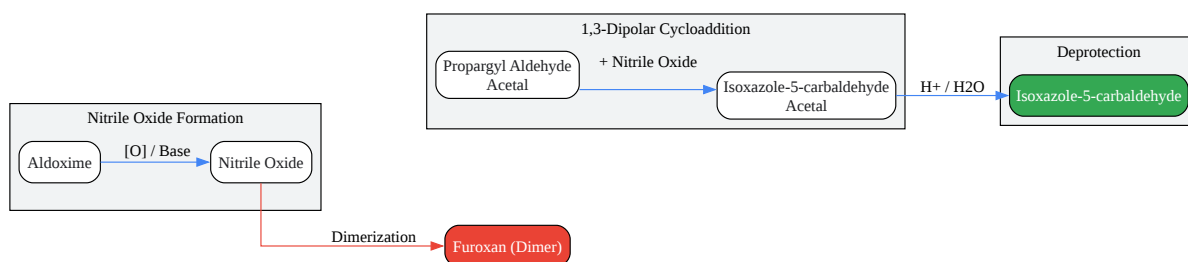 1,3-Dipolar Cycloaddition
Propargyl Aldehyde
Acetal
+ Nitrile Oxide
Isoxazole-5-carbaldehyde
Acetal
H+ / H2O
Deprotection
Isoxazole-5-carbaldehyde
Nitrile Oxide Formation
Aldoxime
[O] / Base
Nitrile Oxide
Dimerization
Furoxan (Dimer)